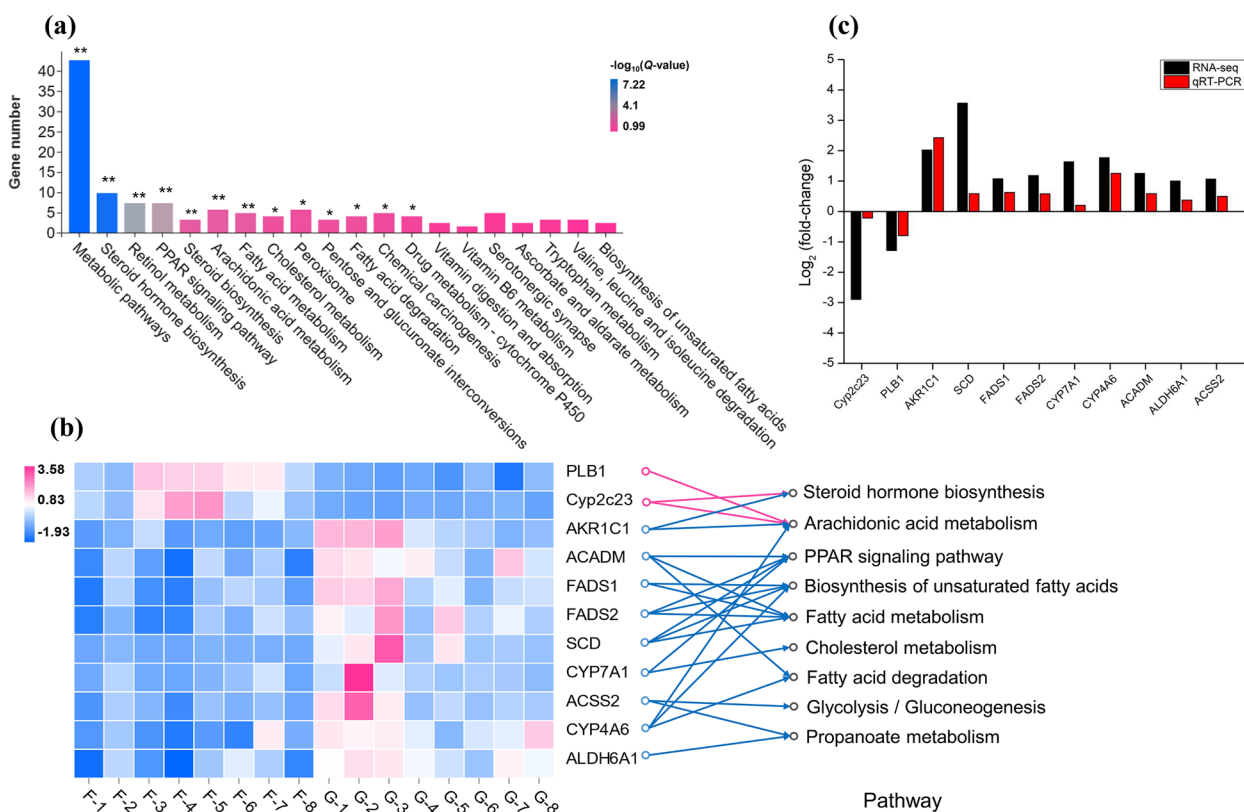 (a)
Gene number
40
35
30
25
20
15
10
5
0
**
**
**
**
**
**
**
*
*
*
*
*
*
-log10(Q-value)
7.22
4.1
0.99
Metabolic pathways
Steroid hormone biosynthesis
Retinol metabolism
PPAR signaling pathway
Steroid biosynthesis
Arachidonic acid metabolism
Fatty acid metabolism
Cholesterol metabolism
Peroxisome
Pentose and glucuronate interconversions
Fatty acid degradation
Chemical carcinogenesis
Drug metabolism - cytochrome P450
Vitamin digestion and absorption
Vitamin B6 metabolism
Serotonergic synapse
Ascorbate and aldarate metabolism
Tryptophan metabolism
Valine, leucine and isoleucine degradation
Biosynthesis of unsaturated fatty acids
(c)
Log2 (fold-change)
5
4
3
2
1
0
-1
-2
-3
-4
-5
RNA-seq
qRT-PCR
Cyp2c23
PLB1
AKR1C1
SCD
FADS1
FADS2
CYP7A1
CYP4A6
ACADM
ALDH6A1
ACSS2
(b)
3.58
0.83
-1.93
PLB1
Cyp2c23
AKR1C1
ACADM
FADS1
FADS2
SCD
CYP7A1
ACSS2
CYP4A6
ALDH6A1
F-1
F-2
F-3
F-4
F-5
F-6
F-7
F-8
G-1
G-2
G-3
G-4
G-5
G-6
G-7
G-8
Steroid hormone biosynthesis
Arachidonic acid metabolism
PPAR signaling pathway
Biosynthesis of unsaturated fatty acids
Fatty acid metabolism
Cholesterol metabolism
Fatty acid degradation
Glycolysis / Gluconeogenesis
Propanoate metabolism
Pathway